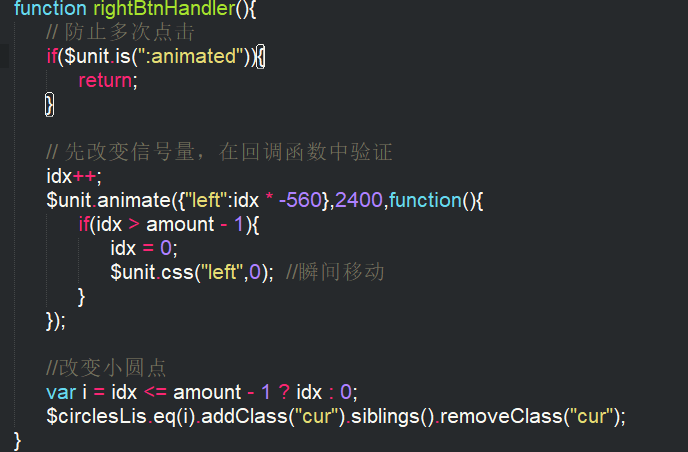 function rightBtnHandler(){
// 防止多次点击
if($unit.is(":animated")){
return;
}
// 先改变信号量，在回调函数中验证
idx++;
$unit.animate({"left":idx * -560},2400,function(){
if(idx > amount - 1){
idx = 0;
$unit.css("left",0); //瞬间移动
}
});
//改变小圆点
var i = idx <= amount - 1 ? idx : 0;
$circlesLis.eq(i).addClass("cur").siblings().removeClass("cur");
}